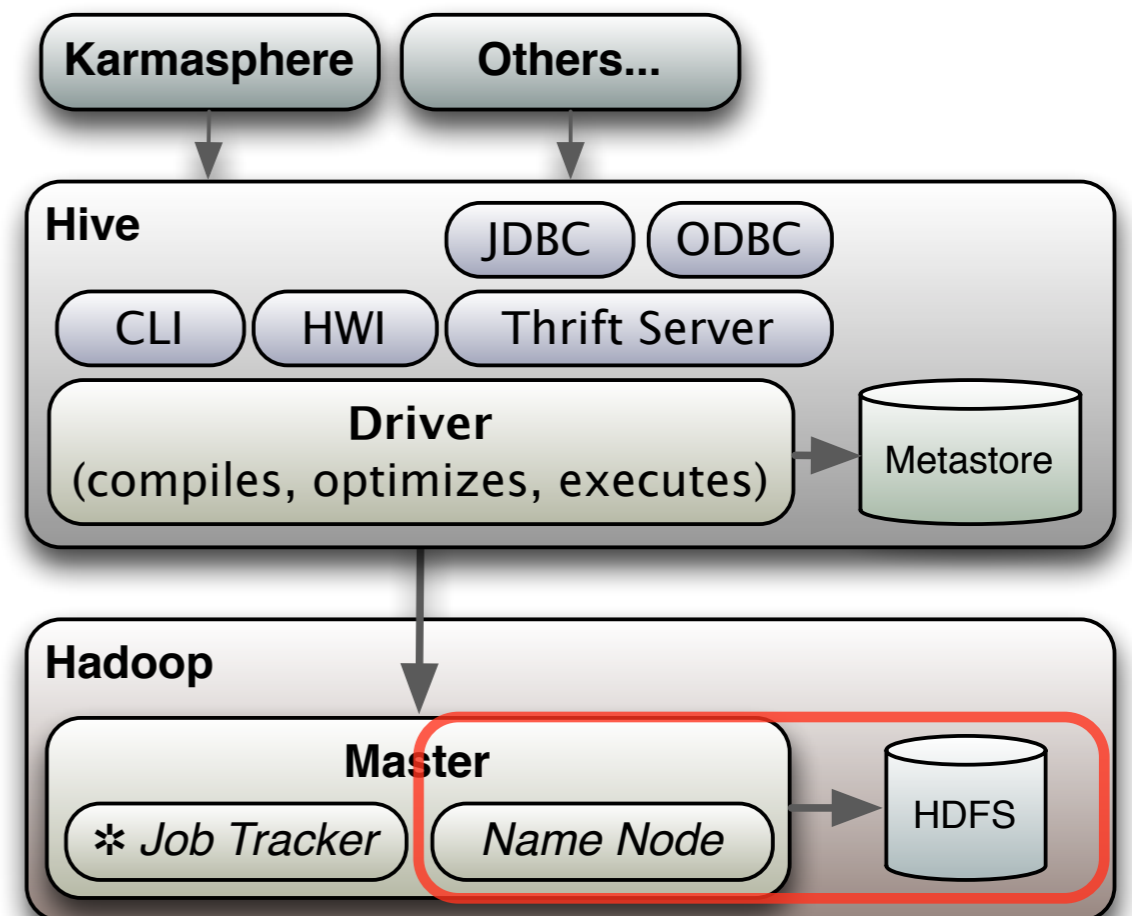 Karmasphere
Others...
Hive
JDBC
ODBC
CLI
HWI
Thrift Server
Driver
(compiles, optimizes, executes)
Metastore
Hadoop
Master
✲ Job Tracker
Name Node
HDFS